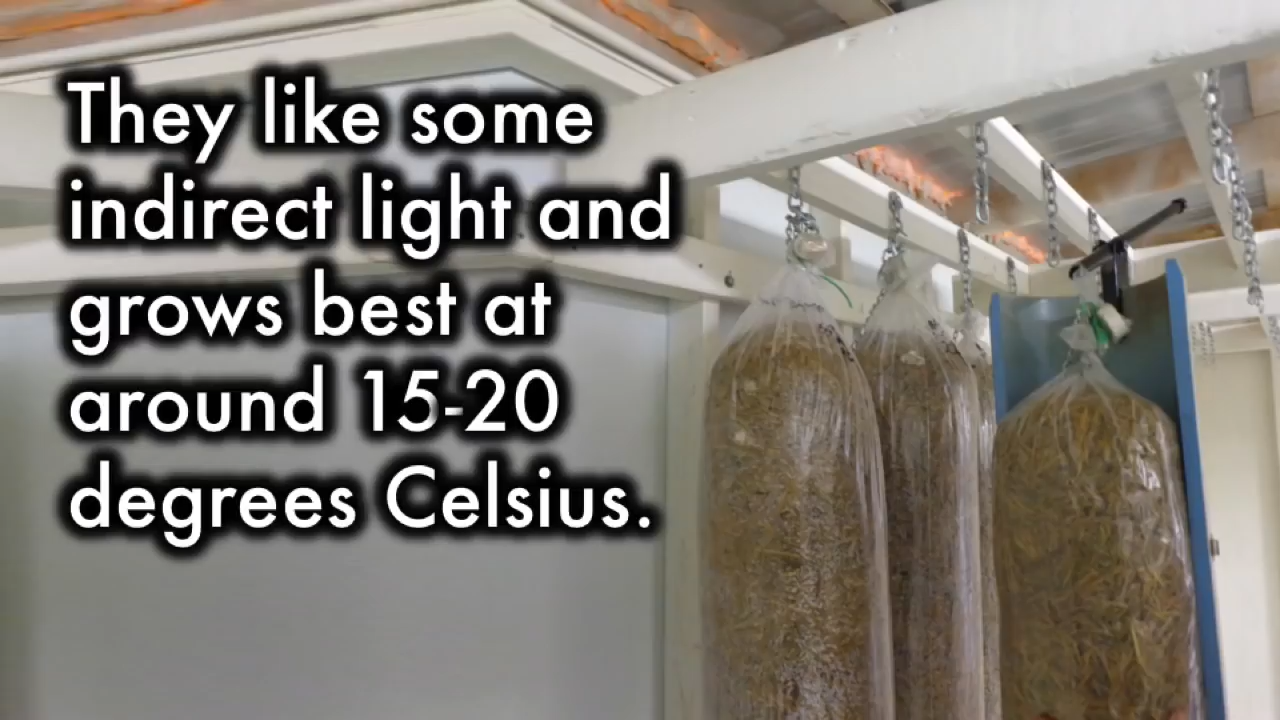 They like some
indirect light and
grows best at
around 15-20
degrees Celsius.